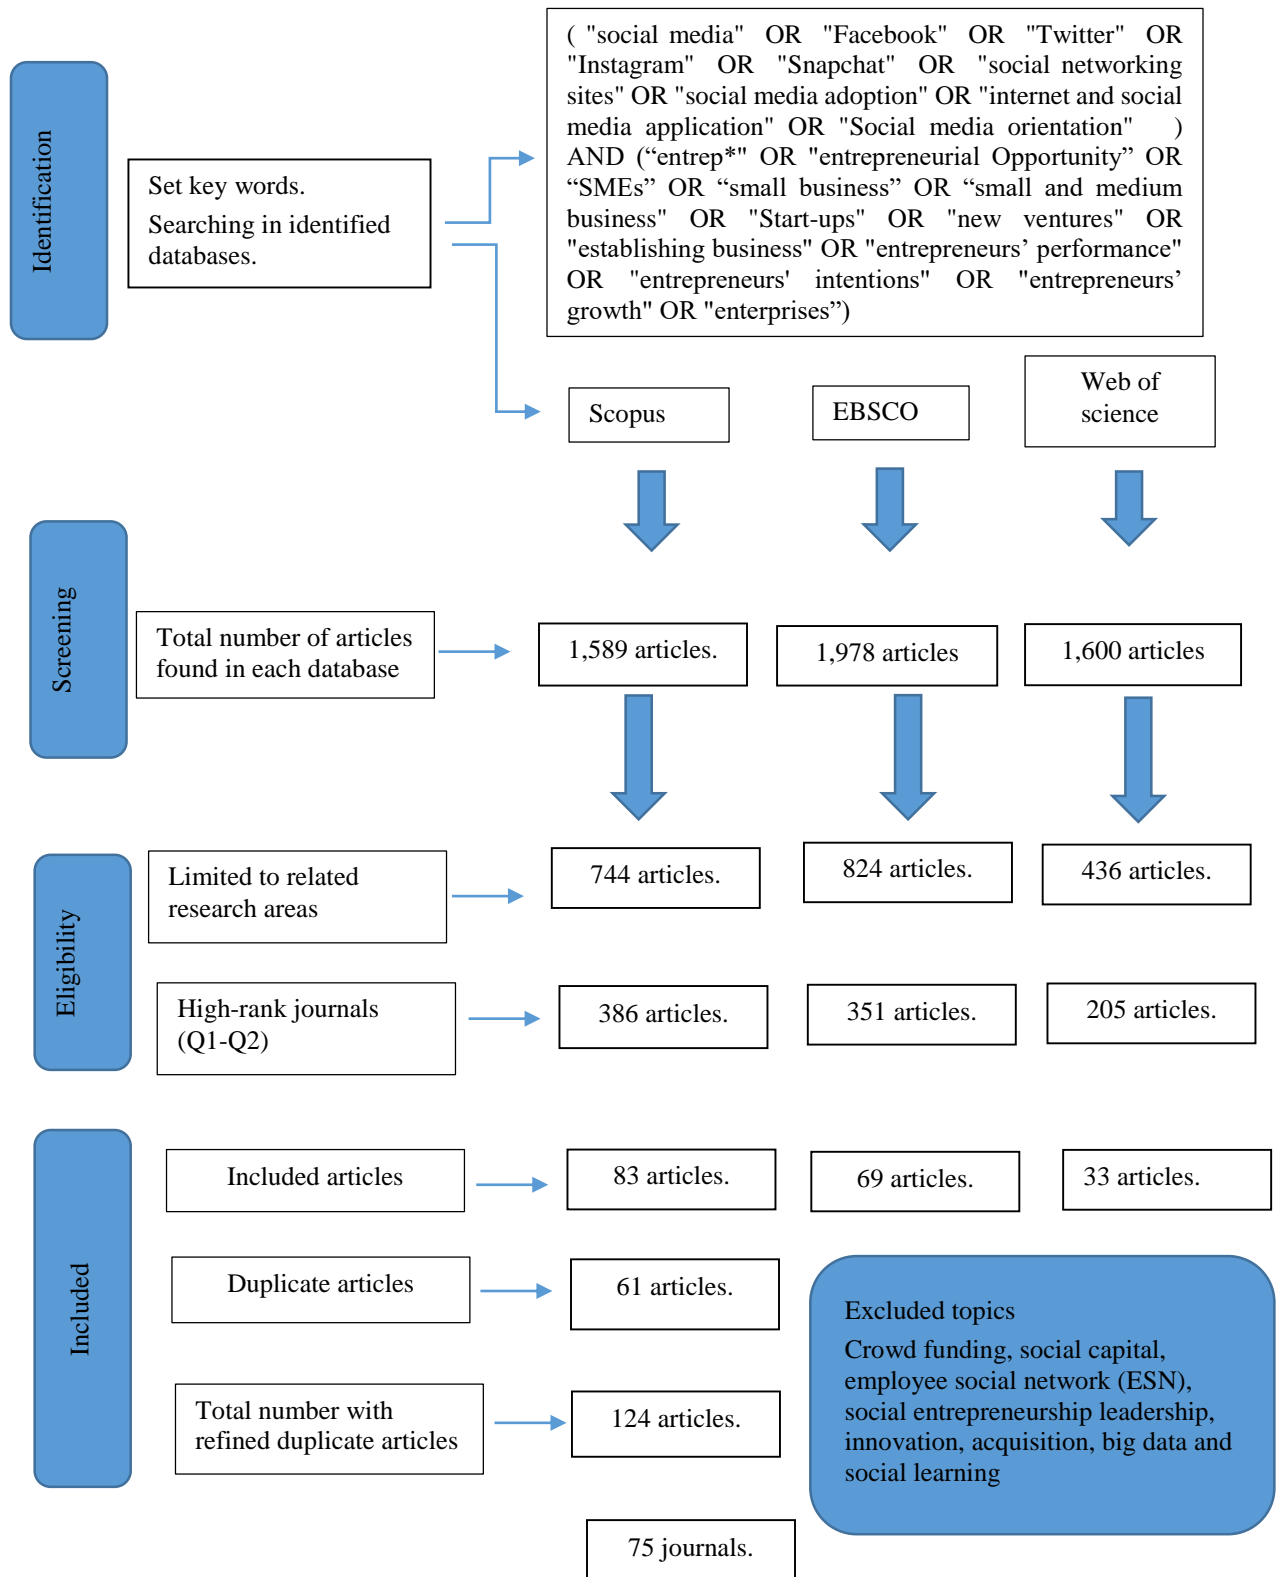 ( "social media" OR "Facebook" OR "Twitter" OR
"Instagram" OR "Snapchat" OR "social networking
sites" OR "social media adoption" OR "internet and social
media application" OR "Social media orientation" )
AND (“entrep*" OR "entrepreneurial Opportunity” OR
“SMEs” OR “small business” OR “small and medium
business" OR "Start-ups" OR "new ventures" OR
"establishing business" OR "entrepreneurs’ performance"
OR "entrepreneurs' intentions" OR "entrepreneurs’
growth" OR "enterprises”)
Identification
Set key words.
Searching in identified
databases.
Scopus
EBSCO
Web of
science
Screening
Total number of articles
found in each database
1,589 articles.
1,978 articles
1,600 articles
Eligibility
Limited to related
research areas
744 articles.
824 articles.
436 articles.
High-rank journals
(Q1-Q2)
386 articles.
351 articles.
205 articles.
Included
Included articles
83 articles.
69 articles.
33 articles.
Duplicate articles
61 articles.
Total number with
refined duplicate articles
124 articles.
Excluded topics
Crowd funding, social capital,
employee social network (ESN),
social entrepreneurship leadership,
innovation, acquisition, big data and
social learning
75 journals.